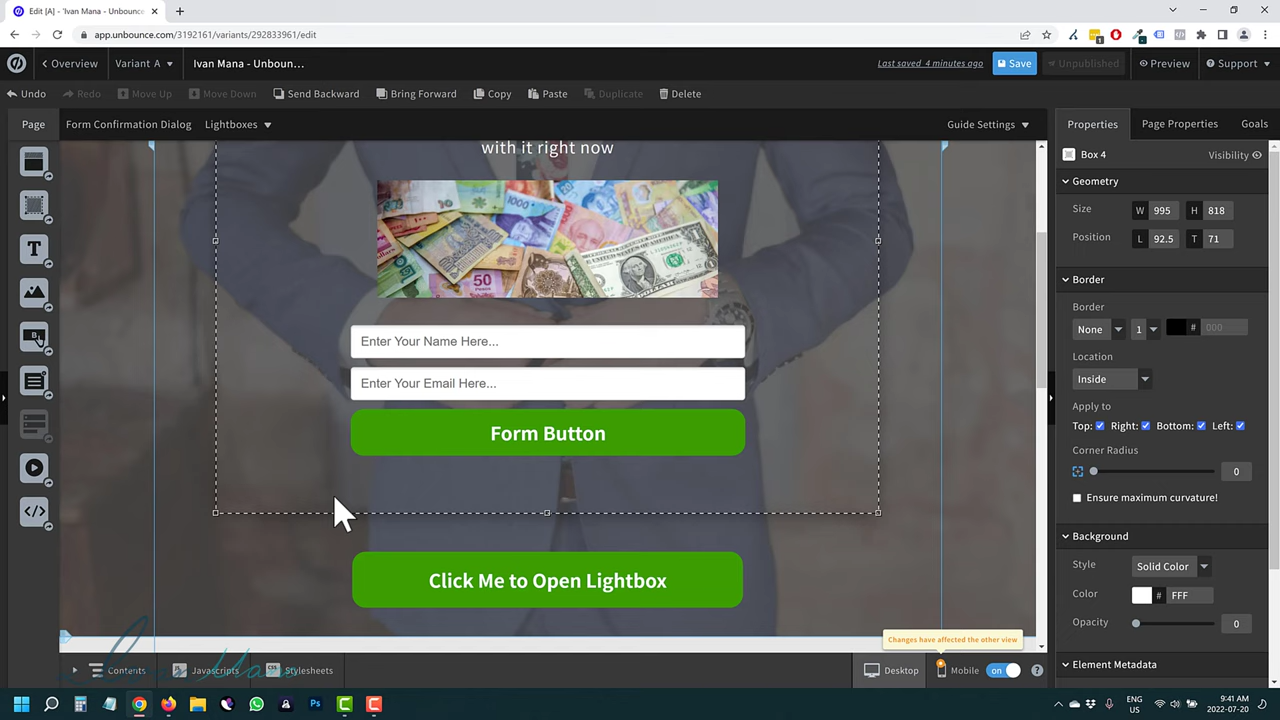 Edit [A] - 'Ivan Mana - Unbounc
app.unbounce.com/3192161/variants/292833961/edit
Overview
Variant A
Ivan Mana - Unboun…
Last saved 4 minutes ago
Save
Unpublished
Preview
Support
Undo
Redo
Move Up
Move Down
Send Backward
Bring Forward
Copy
Paste
Duplicate
Delete
Page
Form Confirmation Dialog
Lightboxes
Guide Settings
Properties
Page Properties
Goals
with it right now
50
Enter Your Name Here...
Enter Your Email Here...
Form Button
Click Me to Open Lightbox
Box 4
Visibility
Geometry
Size
W 995
H 818
Position
L 92.5
T 71
Border
Border
None
1
# 000
Location
Inside
Apply to
Top:
Right:
Bottom:
Left:
Corner Radius
0
Ensure maximum curvature!
Background
Style
Solid Color
Color
# FFF
Opacity
0
Element Metadata
Changes have affected the other view
Contents
Javascripts
Stylesheets
Desktop
Mobile
on
ENG
US
9:41 AM
2022-07-20